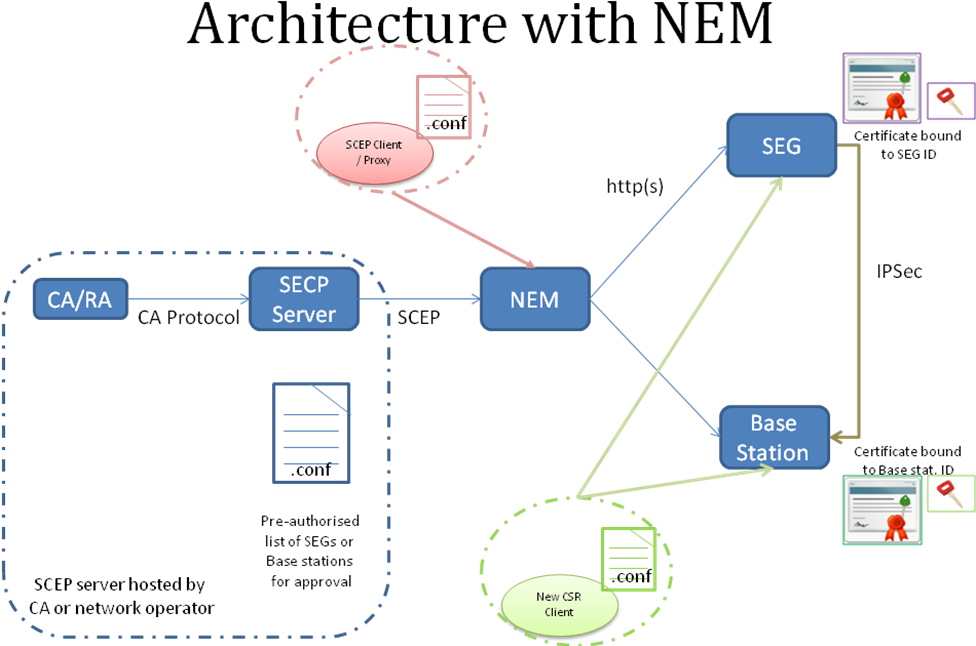 Architecture with NEM
.conf
SCEP Client
/ Proxy
SEG
Certificate bound
to SEG ID
http(s)
IPSec
CA/RA
CA Protocol
SECP
Server
SCEP
NEM
Base
Station
Certificate bound
to Base stat. ID
.conf
Pre-authorised
list of SEGs or
Base stations
for approval
SCEP server hosted by
CA or network operator
.conf
New CSR
Client